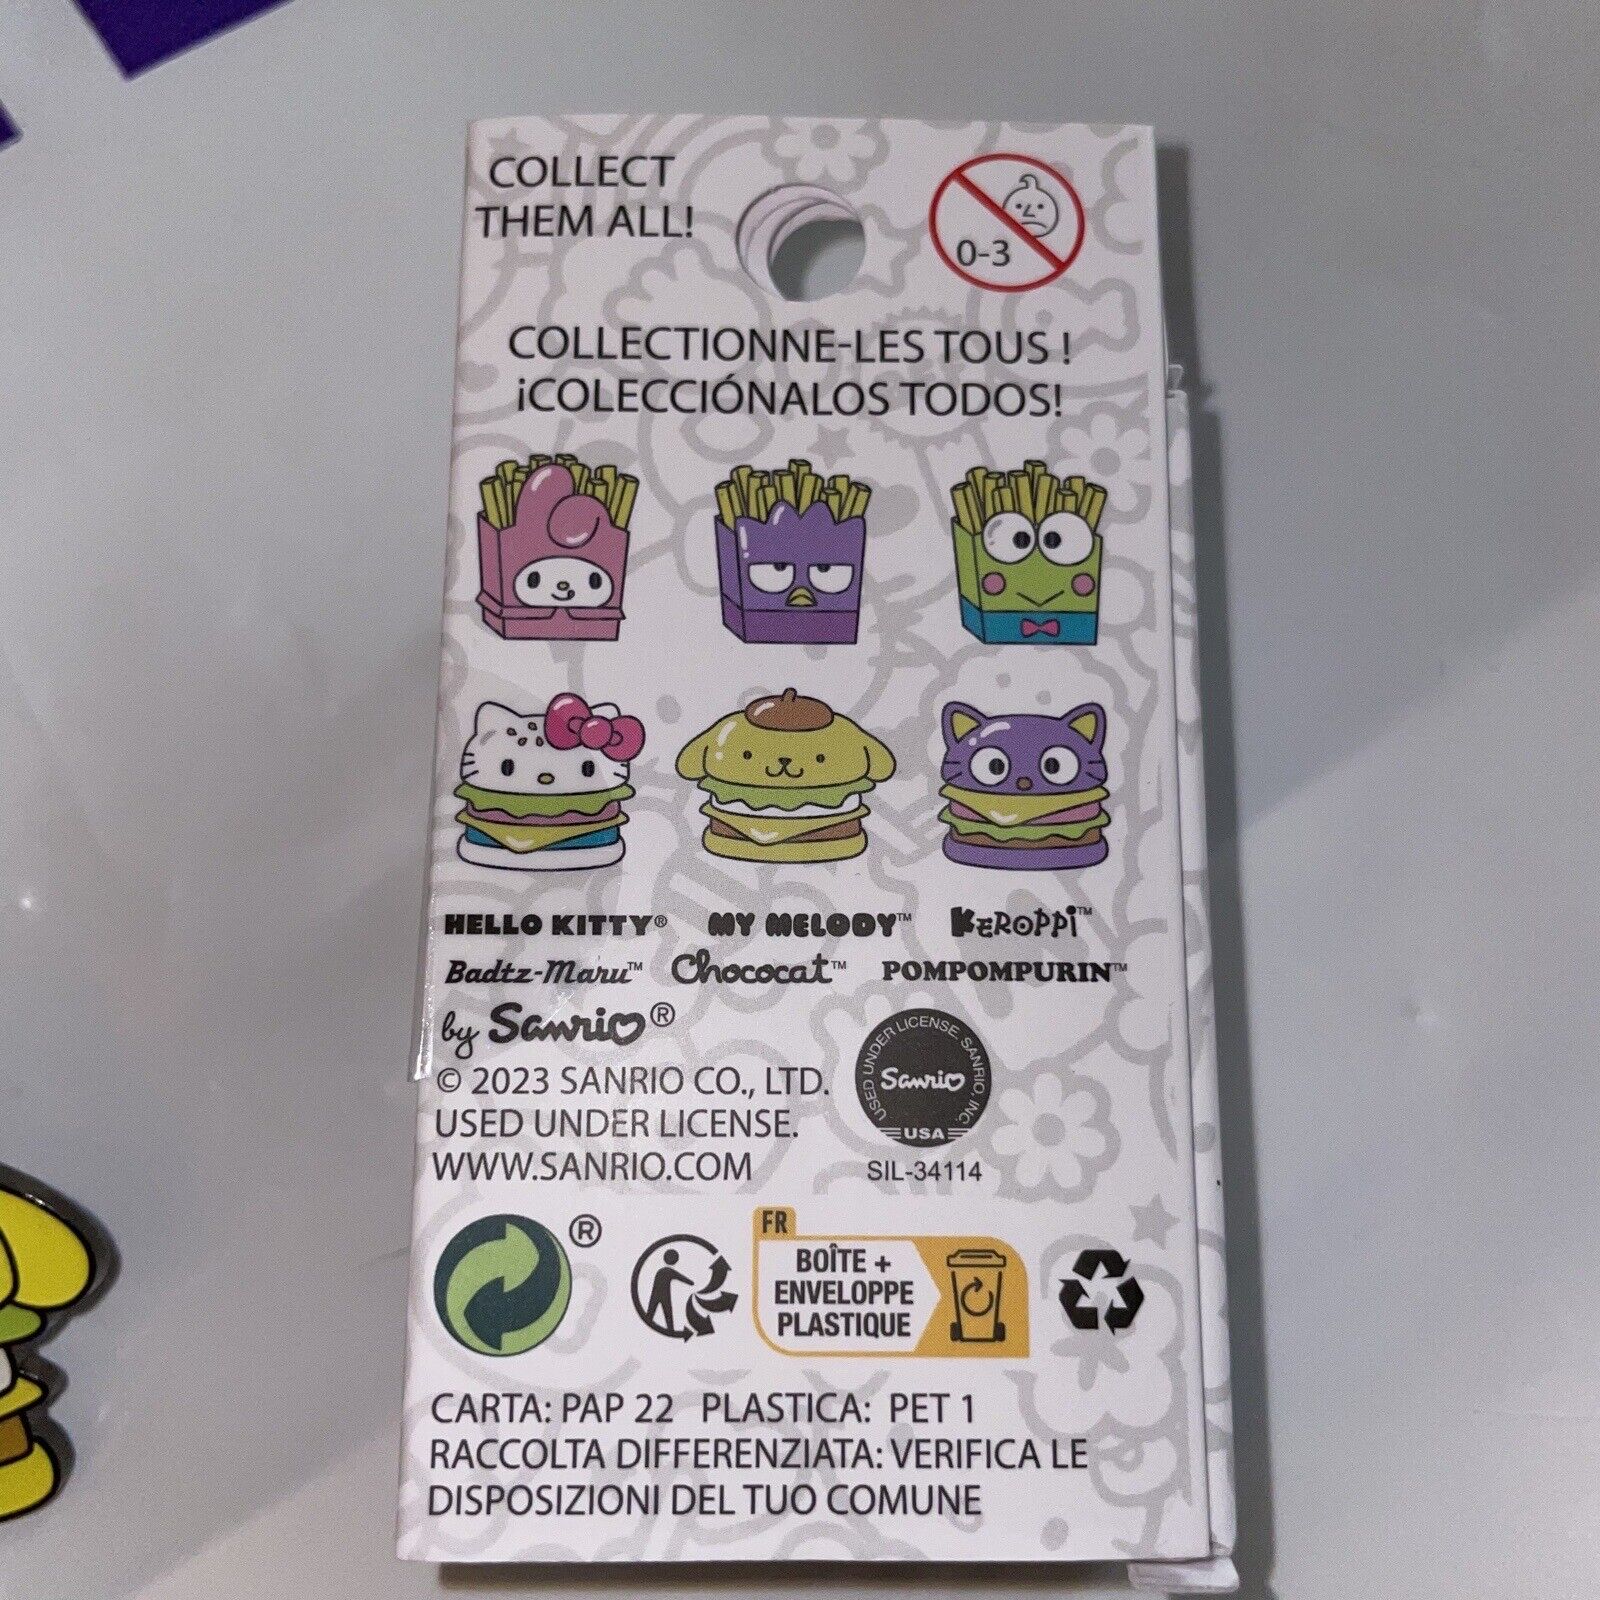 COLLECT
THEM ALL!
0-3
COLLECTIONNE-LES TOUS !
¡COLECCIÓNALOS TODOS!
HELLO KITTY® MY MELODY™ KEROPPI™
Badtz-Maru™ Chococat™ POMPOMPURIN™
by Sanrio®
© 2023 SANRIO CO., LTD.
USED UNDER LICENSE.
WWW.SANRIO.COM
USED UNDER LICENSE, SANRIO, INC.
Sanrio
USA
SIL-34114
®
FR
BOÎTE +
ENVELOPPE
PLASTIQUE
CARTA: PAP 22 PLASTICA: PET 1
RACCOLTA DIFFERENZIATA: VERIFICA LE
DISPOSIZIONI DEL TUO COMUNE